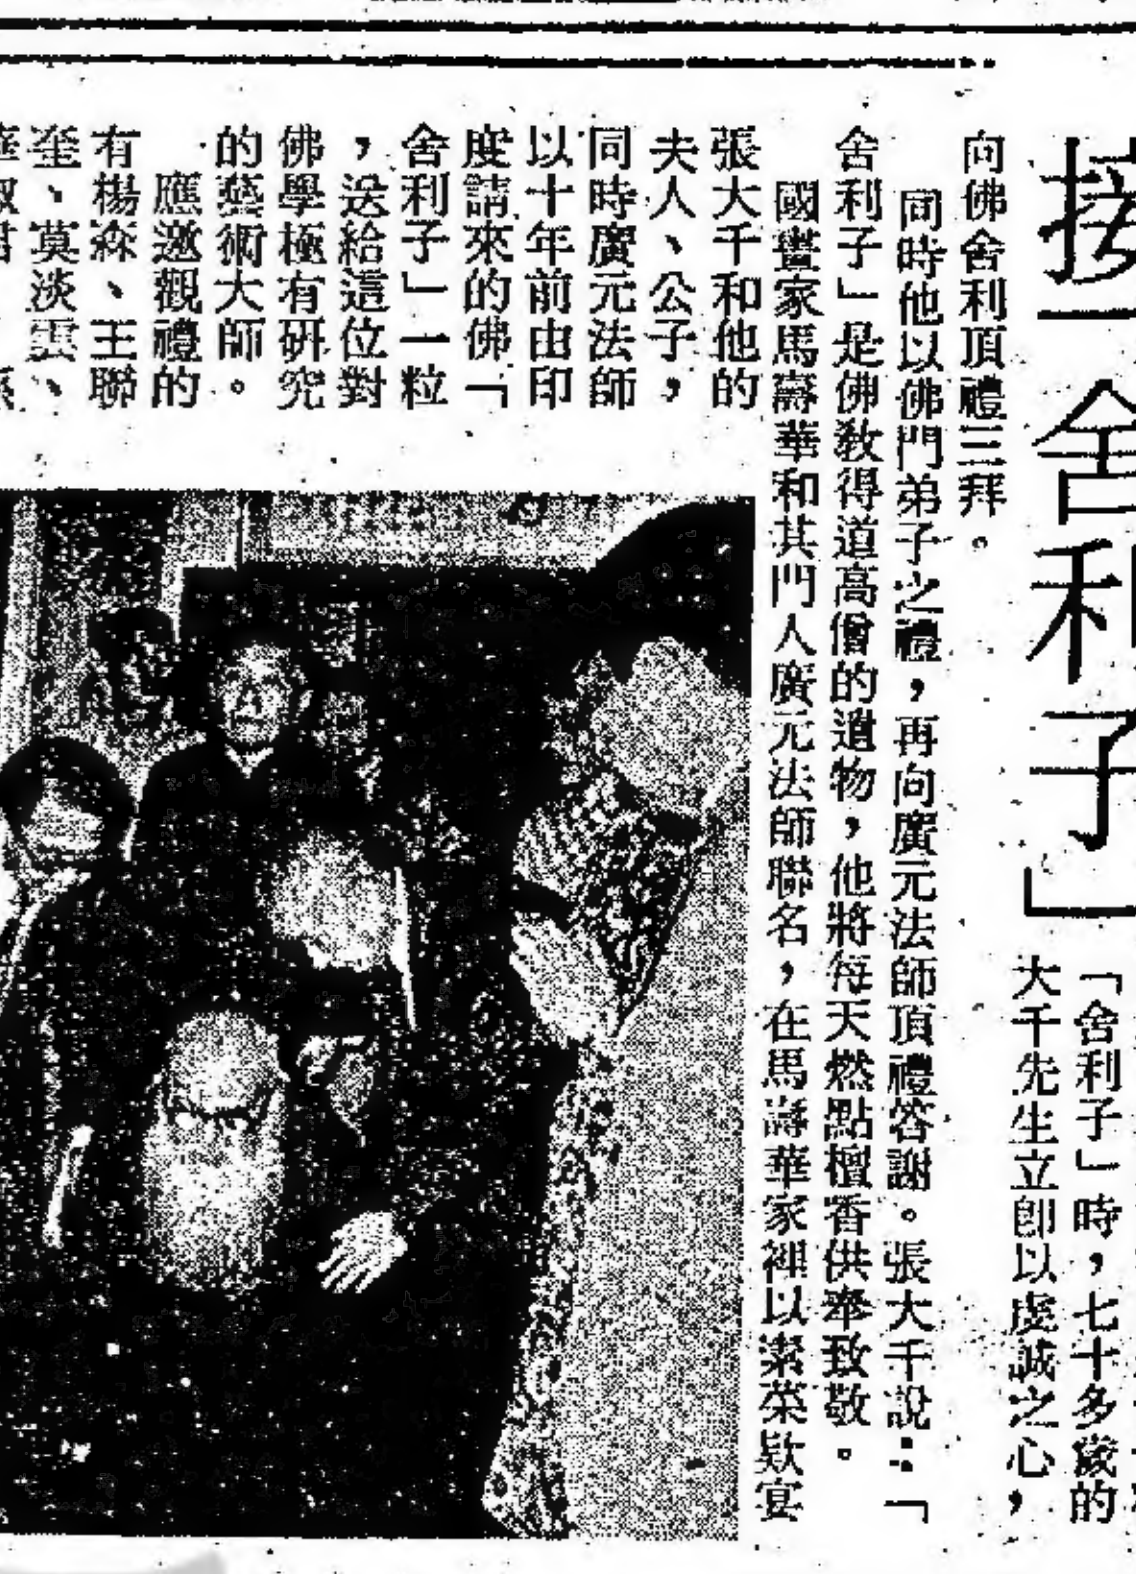 接一舍利子」
「舍利子」時，七十多歲的
大千先生立卽以虔誠之心，
向佛舍利頂禮三拜。
同時他以佛門弟子之禮，再向廣元法師頂禮答謝。張大千說：「
舍利子」是佛敎得道高僧的遺物，他將每天燃點檀香供奉致敬。
國畫家馬壽華和其門人廣元法師聯名，在馬壽華家裡以素菜欵宴
張大千和他的
夫人、公子，
同時廣元法師
以十年前由印
度請來的佛「
舍利子」一粒
，送給這位對
佛學極有硏究
的藝術大師。
應邀觀禮的
有楊森、王聯
奎、莫淡雲、